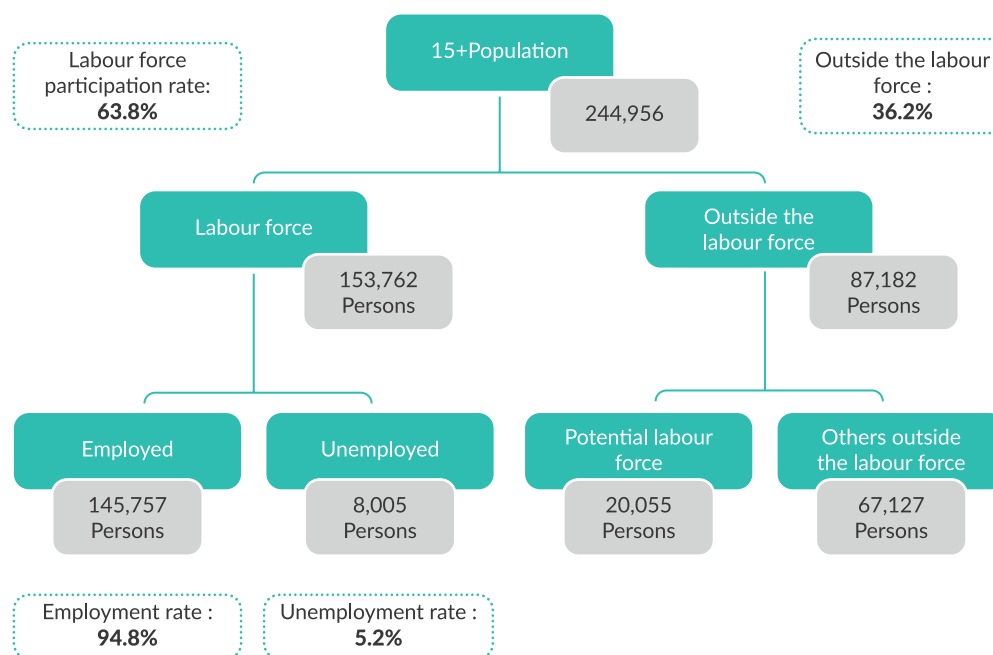 15+Population
244,956
Labour force
participation rate:
63.8%
Outside the labour
force :
36.2%
Labour force
153,762
Persons
Outside the
labour force
87,182
Persons
Employed
145,757
Persons
Unemployed
8,005
Persons
Potential labour
force
20,055
Persons
Others outside
the labour force
67,127
Persons
Employment rate :
94.8%
Unemployment rate :
5.2%